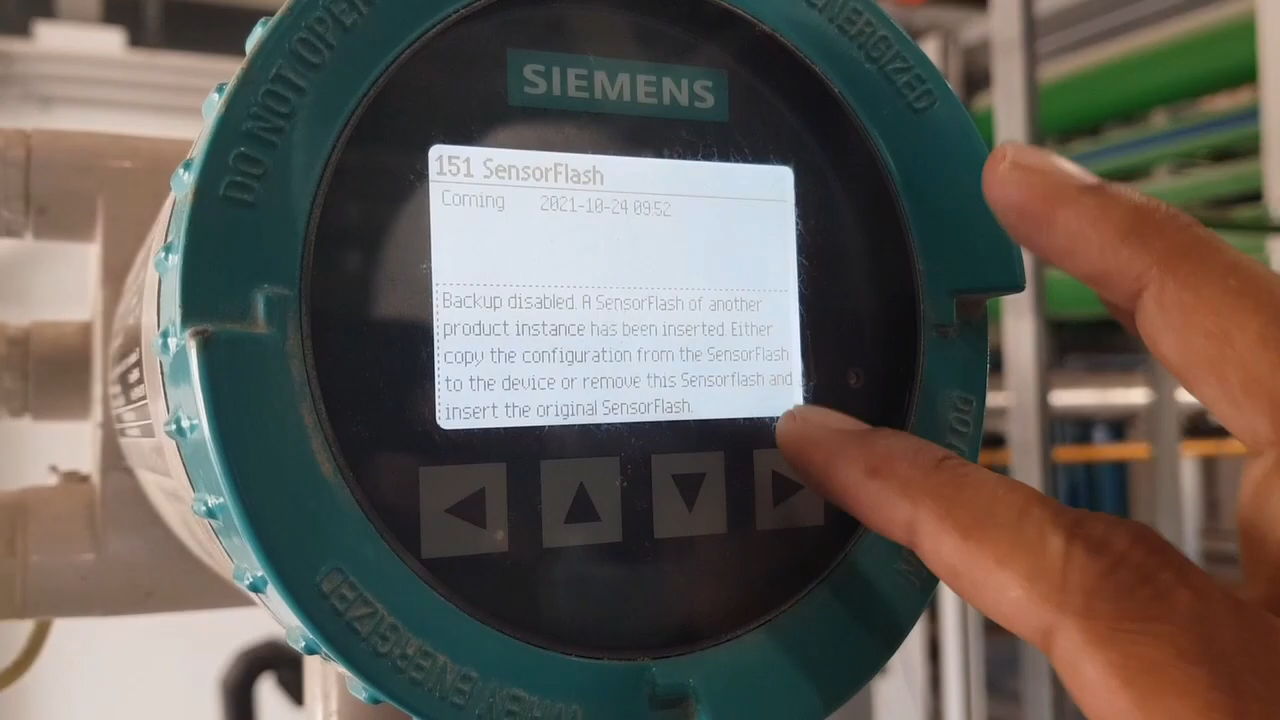 DO NOT OPEN
ENERGIZED
SIEMENS
151 SensorFlash
Coming 2021-10-24 09:52
Backup disabled. A SensorFlash of another
product instance has been inserted. Either
copy the configuration from the SensorFlash
to the device or remove this Sensorflash and
insert the original SensorFlash.
WHEN ENERGIZED
DO